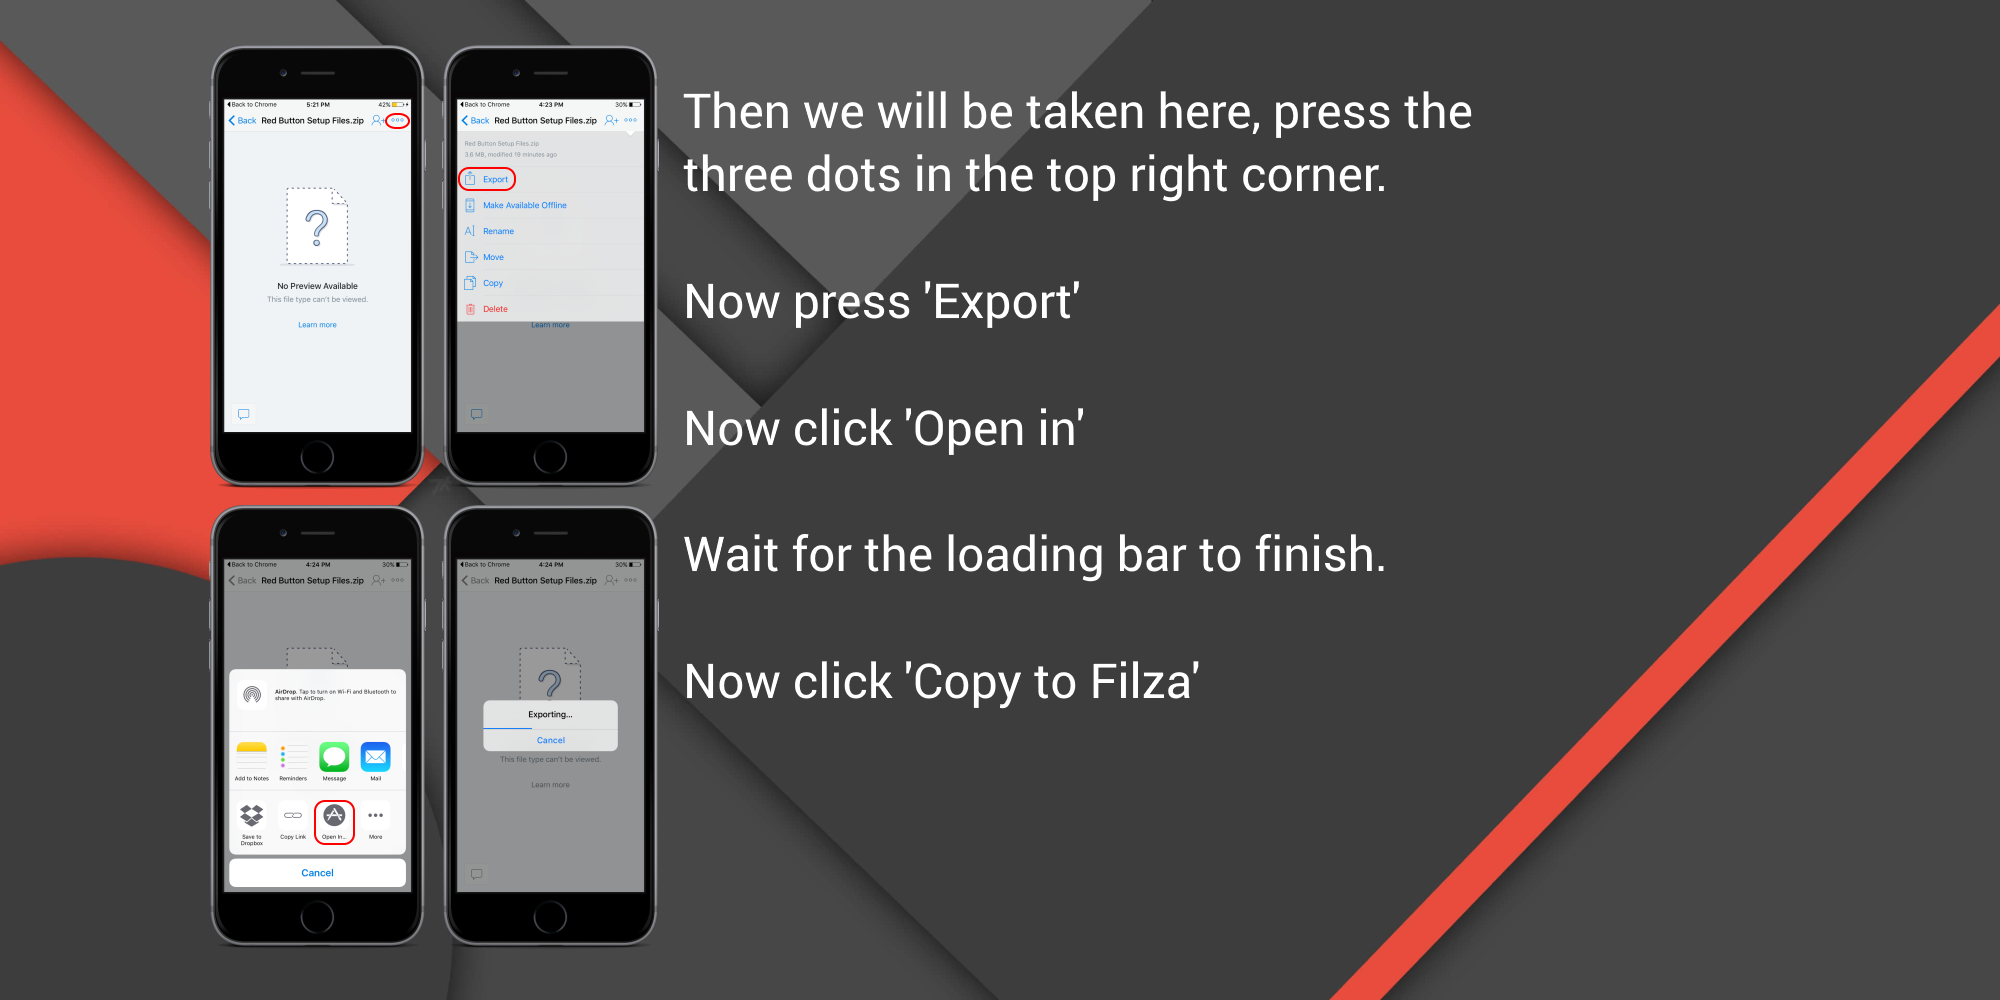 Back to Chrome 5:21 PM 42%
Back Red Button Setup Files.zip
No Preview Available
This file type can't be viewed.
Learn more
Back to Chrome 4:23 PM 30%
Back Red Button Setup Files.zip
Red Button Setup Files.zip
3.6 MB, modified 19 minutes ago
Export
Make Available Offline
Rename
Move
Copy
Delete
Learn more
Then we will be taken here, press the
three dots in the top right corner.
Now press 'Export'
Now click 'Open in'
Wait for the loading bar to finish.
Now click 'Copy to Filza'
Back to Chrome 4:24 PM 30%
Back Red Button Setup Files.zip
AirDrop. Tap to turn on Wi-Fi and Bluetooth to
share with AirDrop.
Add to Notes Reminders Message Mail
Save to Copy Link Open In... More
Dropbox
Cancel
Back to Chrome 4:24 PM 30%
Back Red Button Setup Files.zip
Exporting...
Cancel
This file type can't be viewed.
Learn more